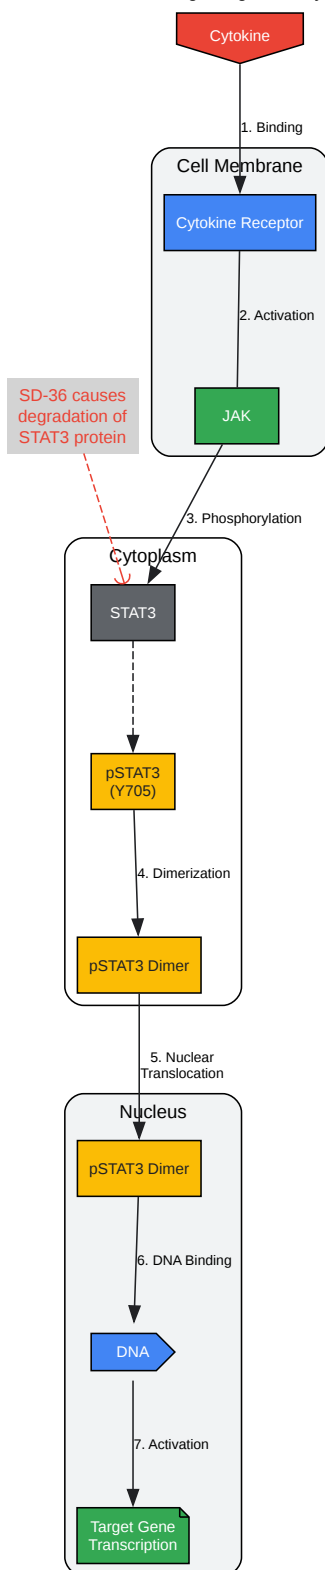 Cytokine
1. Binding
Cell Membrane
Cytokine Receptor
2. Activation
SD-36 causes
degradation of
STAT3 protein
JAK
3. Phosphorylation
Cytoplasm
STAT3
pSTAT3
(Y705)
4. Dimerization
pSTAT3 Dimer
5. Nuclear
Translocation
Nucleus
pSTAT3 Dimer
6. DNA Binding
DNA
7. Activation
Target Gene
Transcription